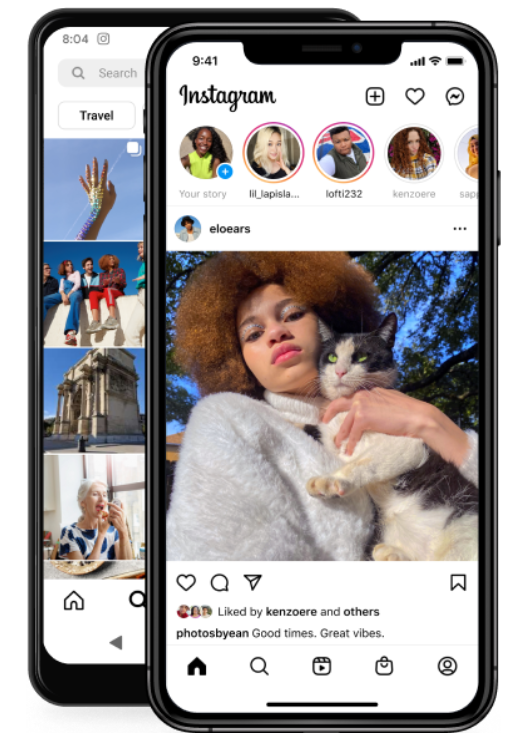 8:04
Search
Travel
9:41
Instagram
Your story
lil_lapisla...
lofti232
kenzoere
sapp
eloears
Liked by kenzoere and others
photosbyean Good times. Great vibes.